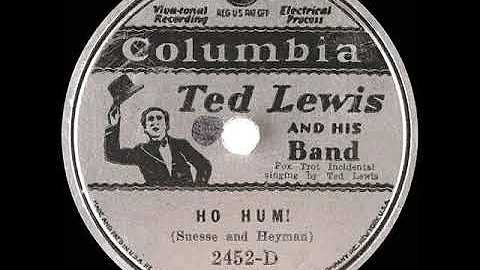 Viva-tonal REG.U.S.PAT.OFF. Electrical
Recording Process
Columbia
Ted Lewis
AND HIS
Band
Fox Trot Incidental
singing by Ted Lewis
HO HUM!
(Suesse and Heyman)
2452-D